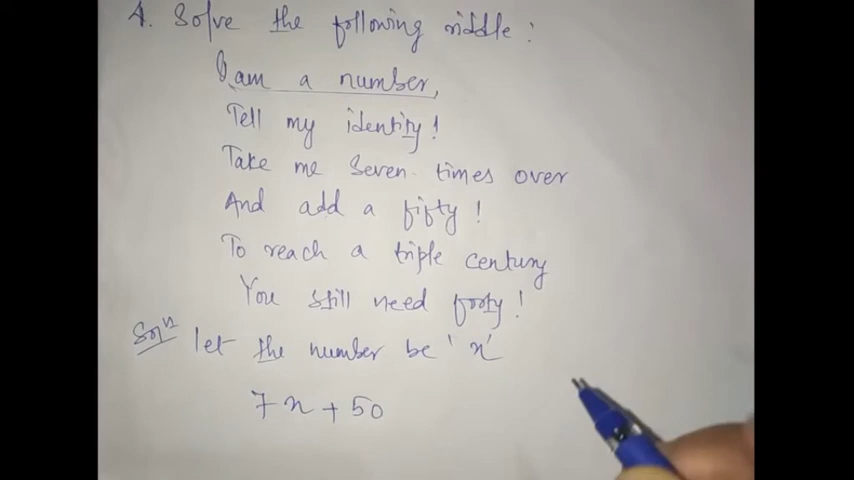 4. Solve the following riddle:
I am a number,
Tell my identity!
Take me seven times over
And add a fifty!
To reach a triple century
You still need forty!
Solⁿ let the number be 'x'
7x + 50